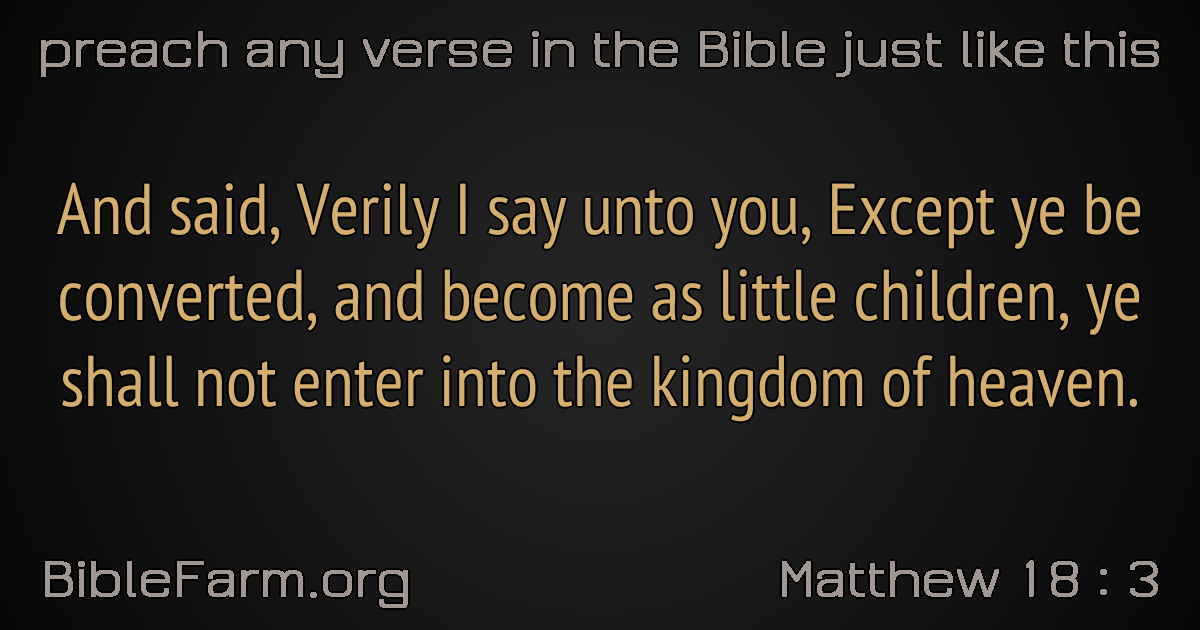 preach any verse in the Bible just like this
And said, Verily I say unto you, Except ye be
converted, and become as little children, ye
shall not enter into the kingdom of heaven.
BibleFarm.org
Matthew 18 : 3